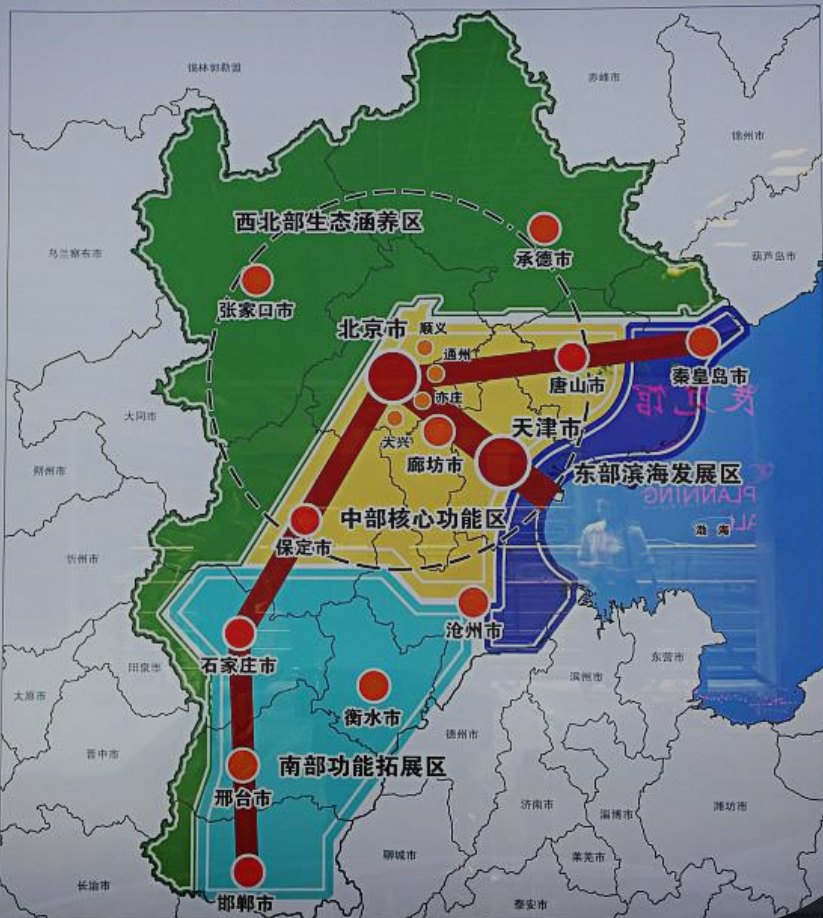 锡林郭勒盟
赤峰市
锦州市
西北部生态涵养区
承德市
乌兰察布市
葫芦岛市
张家口市
北京市
顺义
通州
唐山市
秦皇岛市
亦庄
大同市
大兴
天津市
廊坊市
朔州市
东部滨海发展区
PLANNING
中部核心功能区
渤海
保定市
忻州市
沧州市
石家庄市
阳泉市
东营市
滨州市
太原市
衡水市
德州市
晋中市
南部功能拓展区
邢台市
济南市
淄博市
潍坊市
聊城市
莱芜市
长治市
邯郸市
泰安市